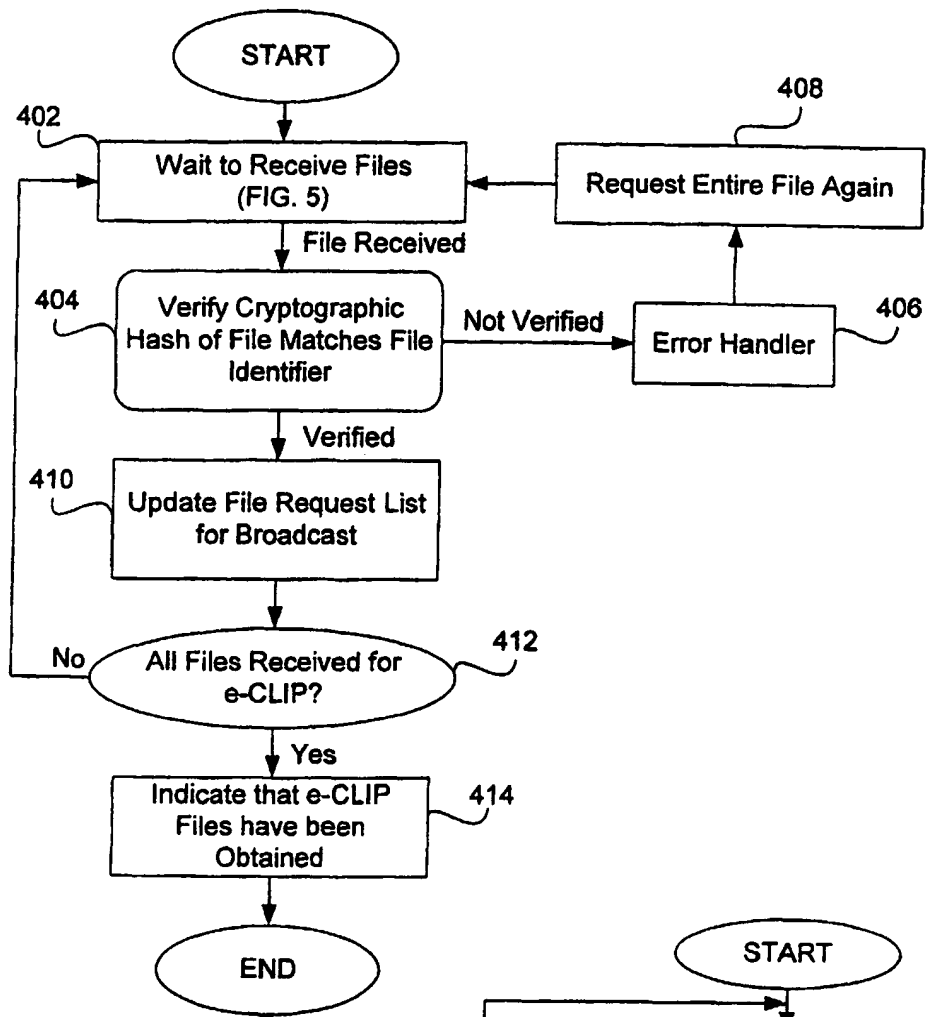 START
402
Wait to Receive Files
(FIG. 5)
408
Request Entire File Again
File Received
404
Verify Cryptographic
Hash of File Matches File
Identifier
Not Verified
Error Handler
406
Verified
410
Update File Request List
for Broadcast
No
All Files Received for
e-CLIP?
412
Yes
Indicate that e-CLIP
Files have been
Obtained
414
END
START